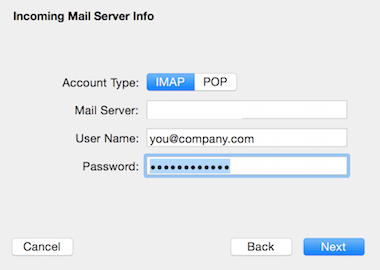 Incoming Mail Server Info
Account Type: IMAP POP
Mail Server:
User Name: you@company.com
Password: ••••••••••••
Cancel Back Next